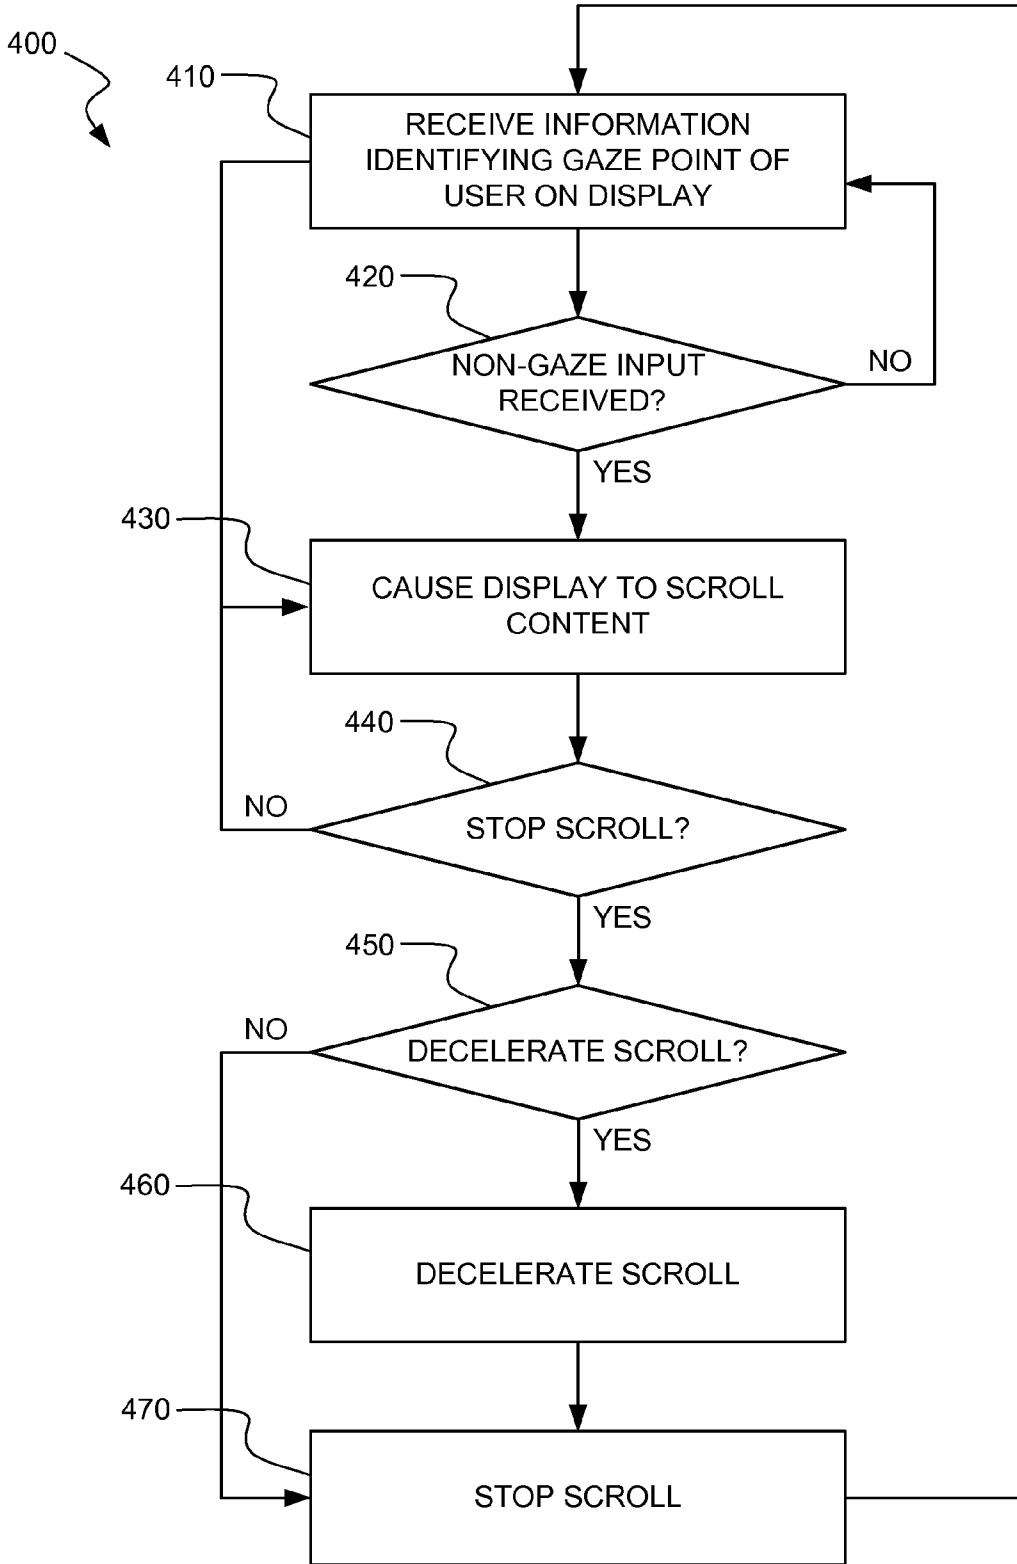 400
410
RECEIVE INFORMATION
IDENTIFYING GAZE POINT OF
USER ON DISPLAY
420
NON-GAZE INPUT
RECEIVED?
NO
YES
430
CAUSE DISPLAY TO SCROLL
CONTENT
440
NO
STOP SCROLL?
YES
450
NO
DECELERATE SCROLL?
YES
460
DECELERATE SCROLL
470
STOP SCROLL